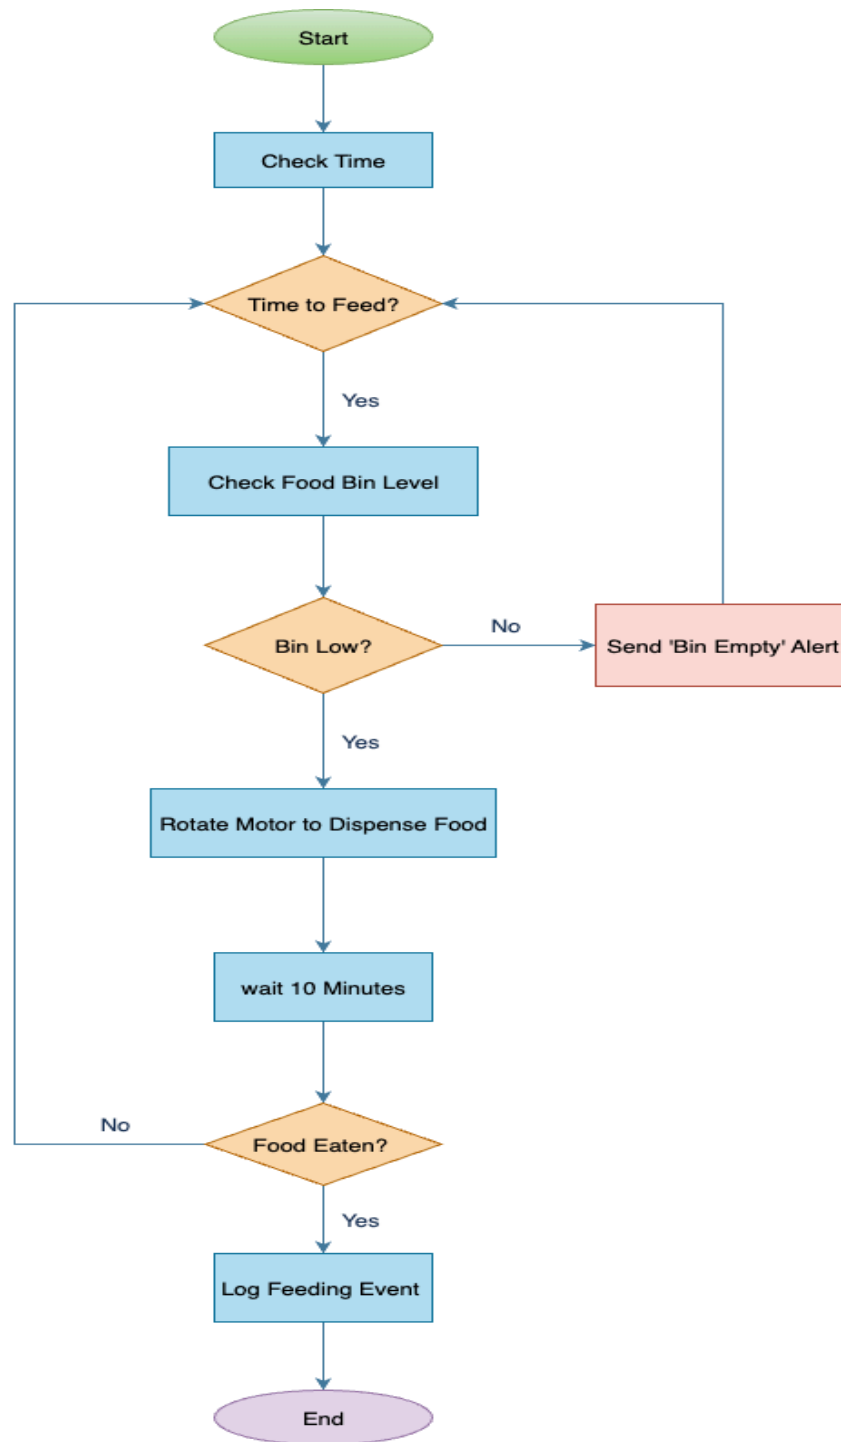 Start
Check Time
Time to Feed?
Yes
Check Food Bin Level
Bin Low?
No
Send 'Bin Empty' Alert
Yes
Rotate Motor to Dispense Food
wait 10 Minutes
No
Food Eaten?
Yes
Log Feeding Event
End